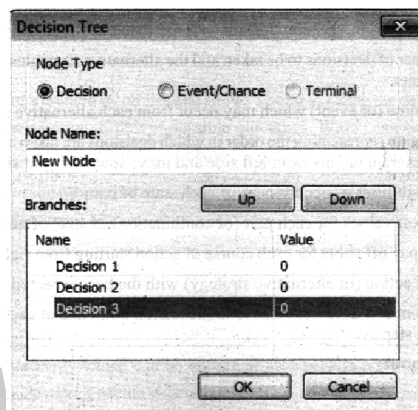 Decision Tree
Node Type
Decision Event/Chance Terminal
Node Name:
New Node
Branches: Up Down
Name Value
Decision 1 0
Decision 2 0
Decision 3 0
OK Cancel